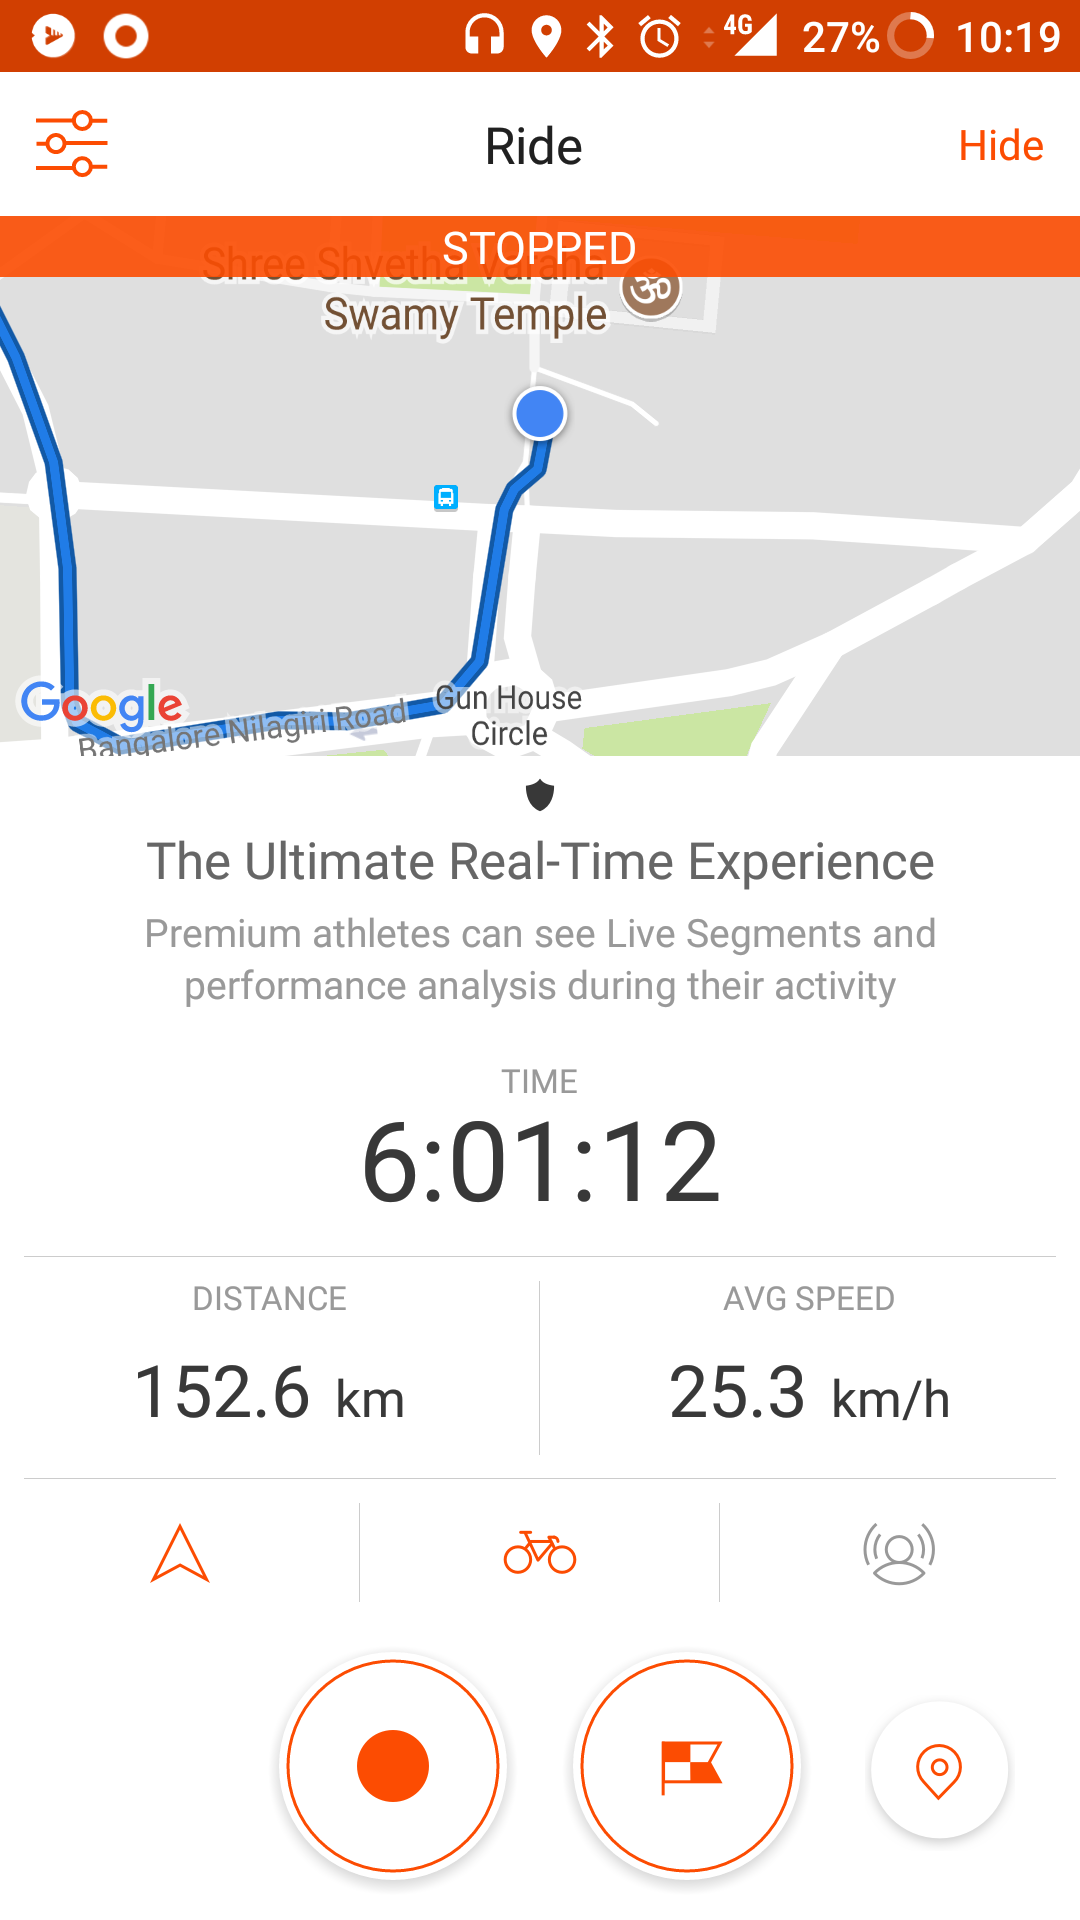 4G 27% 10:19
Ride
Hide
STOPPED
Shree Shvetha Varaha
Swamy Temple
Google
Bangalore Nilagiri Road
Gun House
Circle
The Ultimate Real-Time Experience
Premium athletes can see Live Segments and
performance analysis during their activity
TIME
6:01:12
DISTANCE
AVG SPEED
152.6 km
25.3 km/h